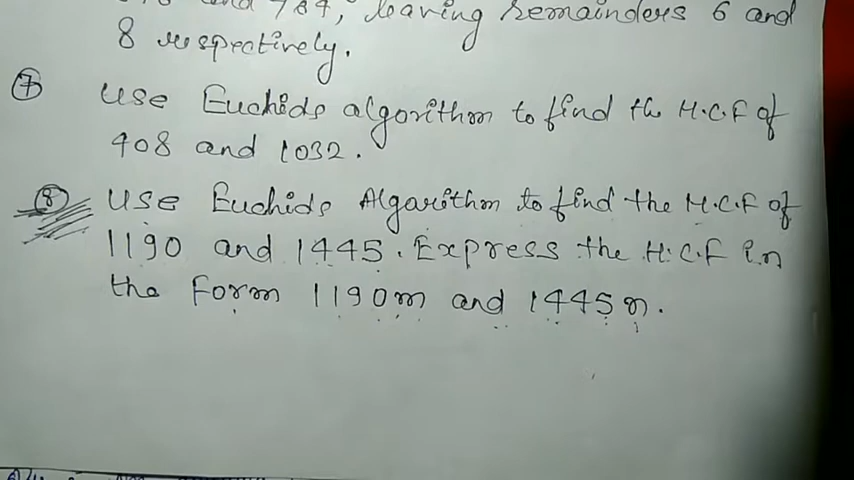 and 784, leaving remainders 6 and
8 respectively.
⑦ Use Euclids algorithm to find the H.C.F of
408 and 1032.
⑧ Use Euclids Algorithm to find the H.C.F of
1190 and 1445. Express the H.C.F in
the Form 1190m and 1445n.